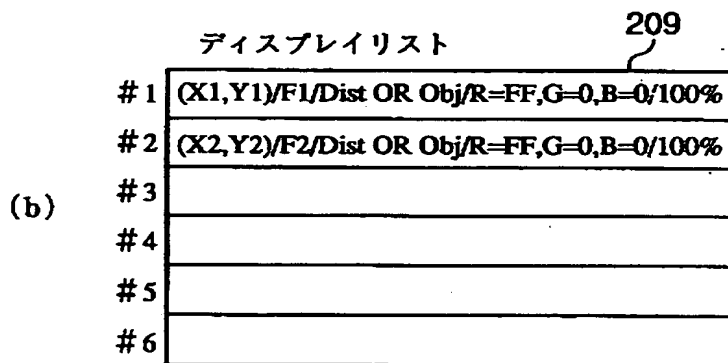 209
ディスプレイリスト
#1 (X1,Y1)/F1/Dist OR Obj/R=FF,G=0,B=0/100%
#2 (X2,Y2)/F2/Dist OR Obj/R=FF,G=0,B=0/100%
#3
(b)
#4
#5
#6